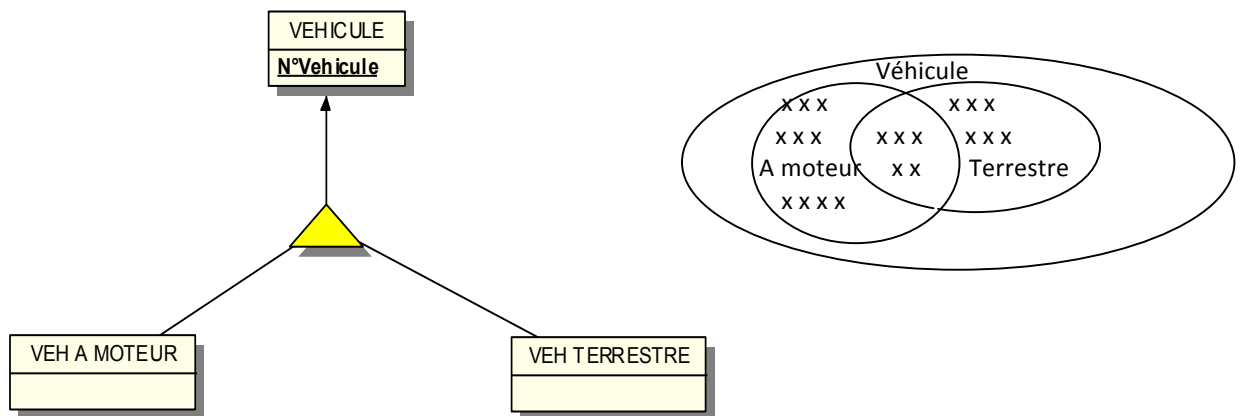 VEHICULE
N°Vehicule
VEH A MOTEUR
VEH TERRESTRE
Véhicule
x x x x x x
x x x x x x x x x
A moteur x x Terrestre
x x x x